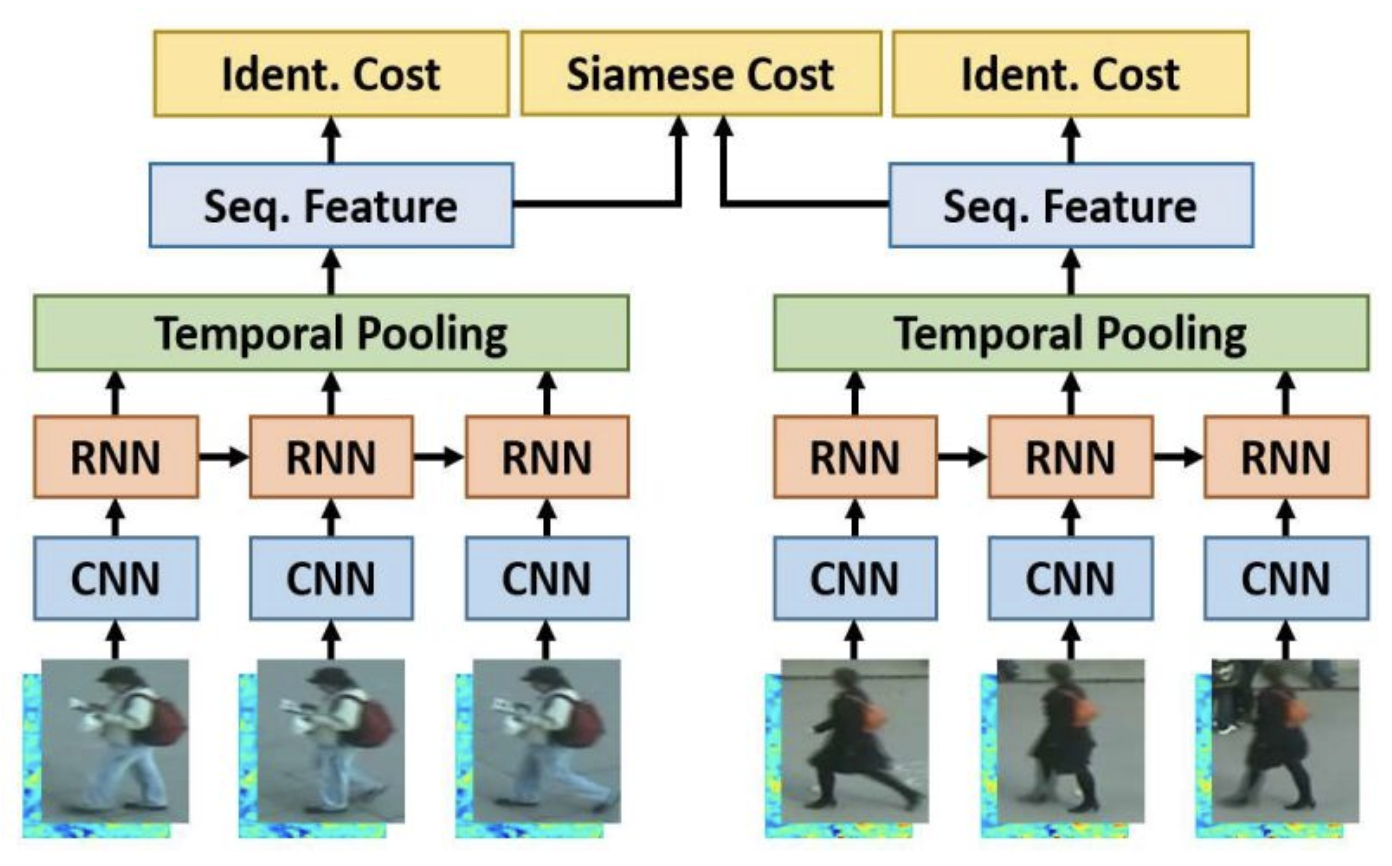 Ident. Cost
Siamese Cost
Ident. Cost
Seq. Feature
Seq. Feature
Temporal Pooling
Temporal Pooling
RNN
RNN
RNN
RNN
RNN
RNN
CNN
CNN
CNN
CNN
CNN
CNN